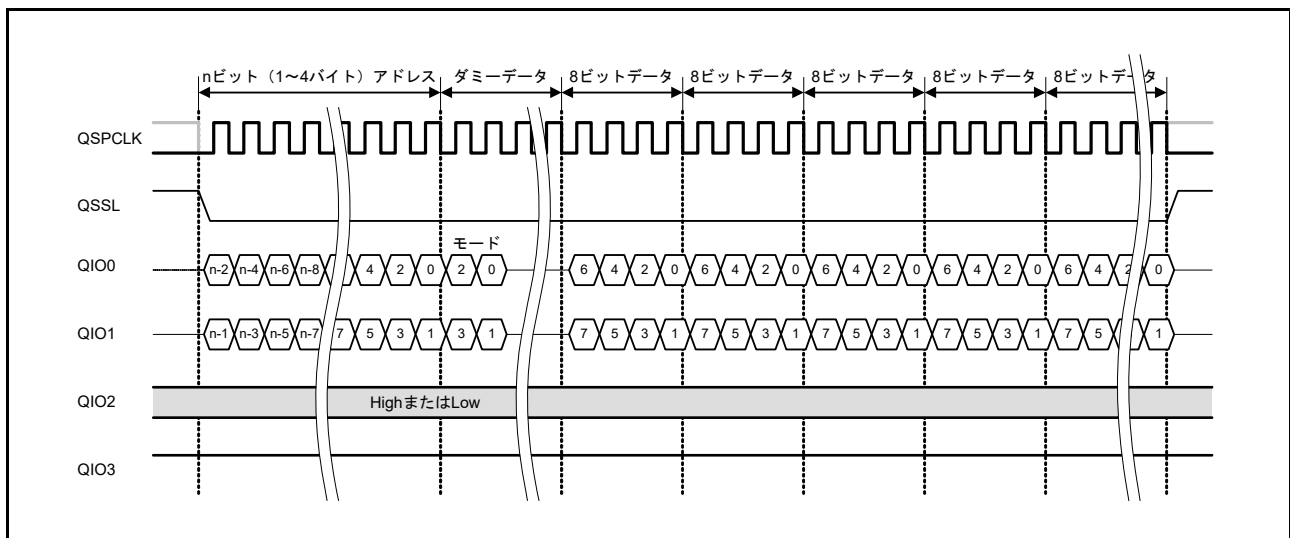 nビット（1～4バイト）アドレス ダミーデータ 8ビットデータ 8ビットデータ 8ビットデータ 8ビットデータ 8ビットデータ
QSPCLK
QSSL
モード
QIO0 n-2 n-4 n-6 n-8 4 2 0 2 0 6 4 2 0 6 4 2 0 6 4 2 0 6 4 2 0 6 4 2 0
QIO1 n-1 n-3 n-5 n-7 7 5 3 1 3 1 7 5 3 1 7 5 3 1 7 5 3 1 7 5 3 1 7 5 1
QIO2 HighまたはLow
QIO3